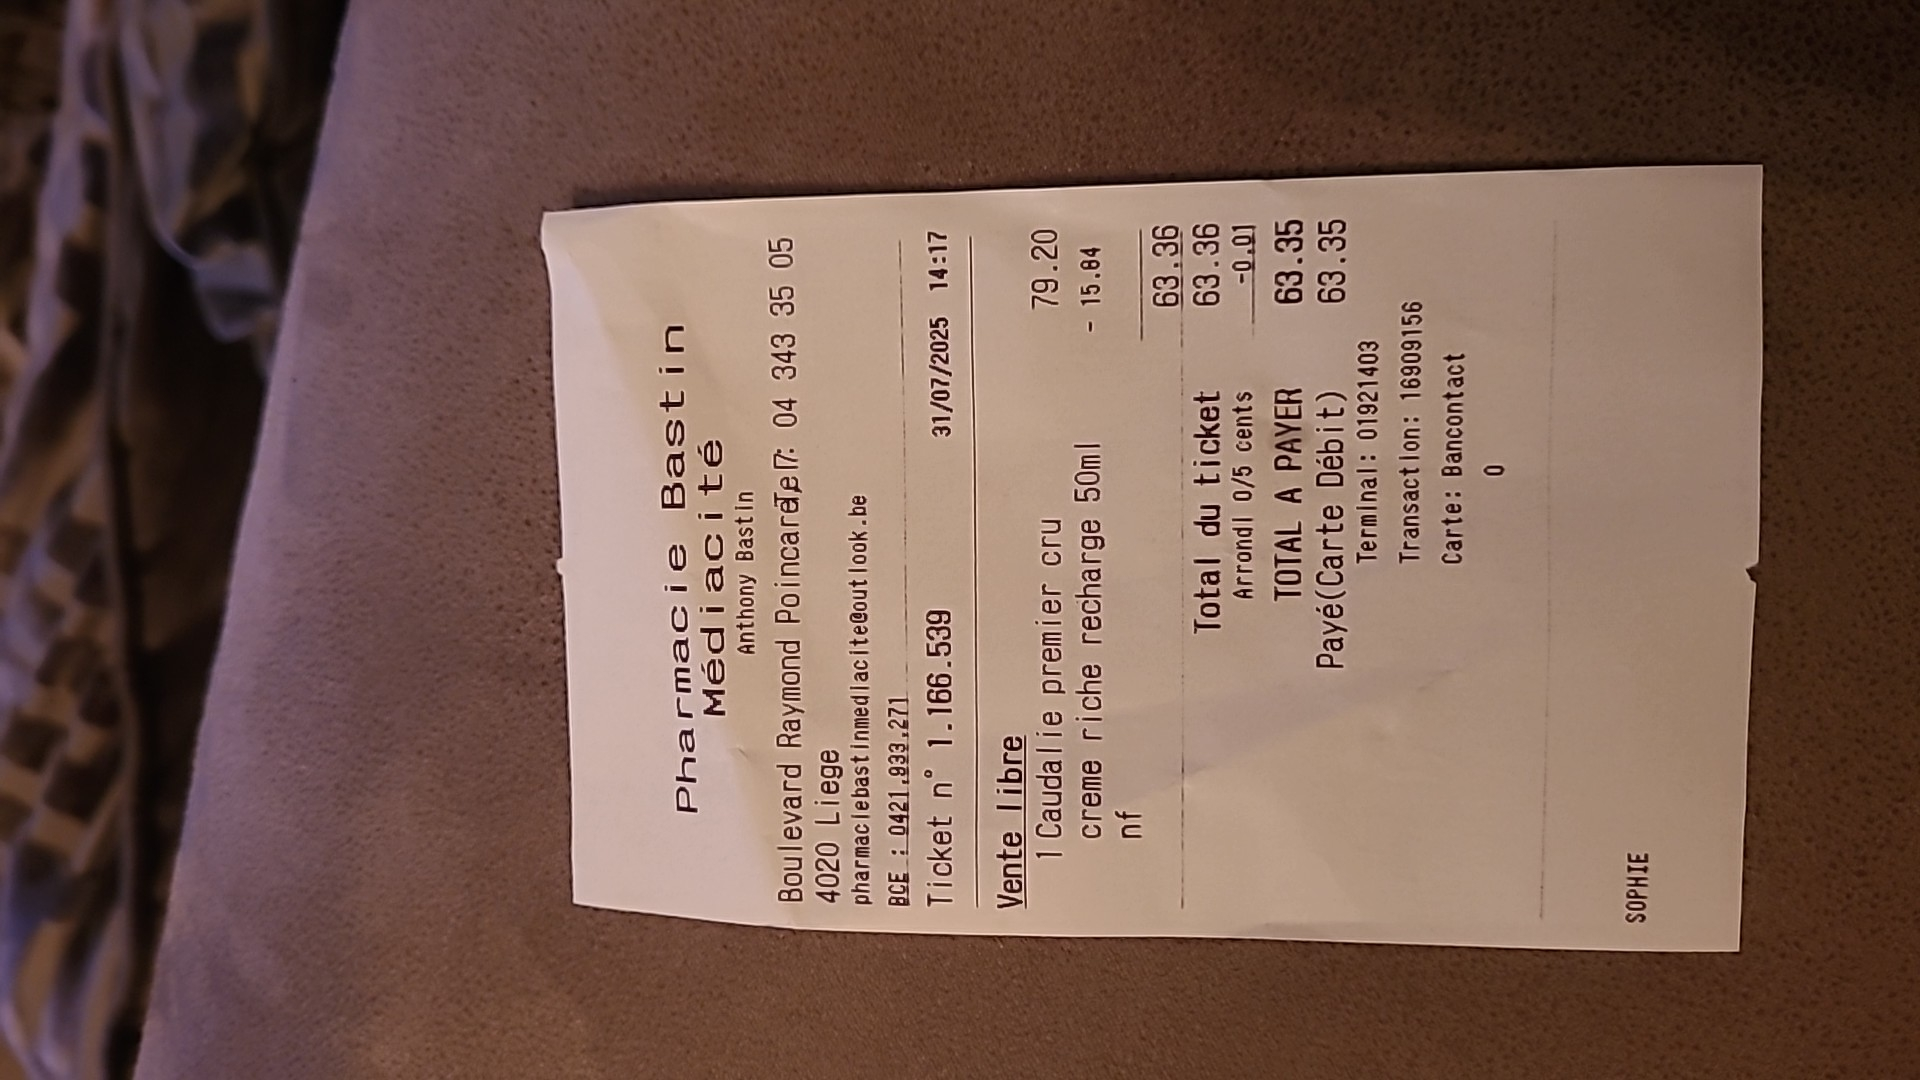 Pharmacie Bastin
Médiacité
Anthony Bastin
Boulevard Raymond Poincaré, 7 Tel: 04 343 35 05
4020 Liege
pharmaciebastinmediacite@outlook.be
BCE : 0421.933.271
Ticket n° 1.166.539 31/07/2025 14:17
Vente libre
1 Caudalie premier cru 79.20
creme riche recharge 50ml - 15.84
nf
63.36
Total du ticket 63.36
Arrondi 0/5 cents -0.01
TOTAL A PAYER 63.35
Payé(Carte Débit) 63.35
Terminal: 01921403
Transaction: 16909156
Carte: Bancontact
0
SOPHIE